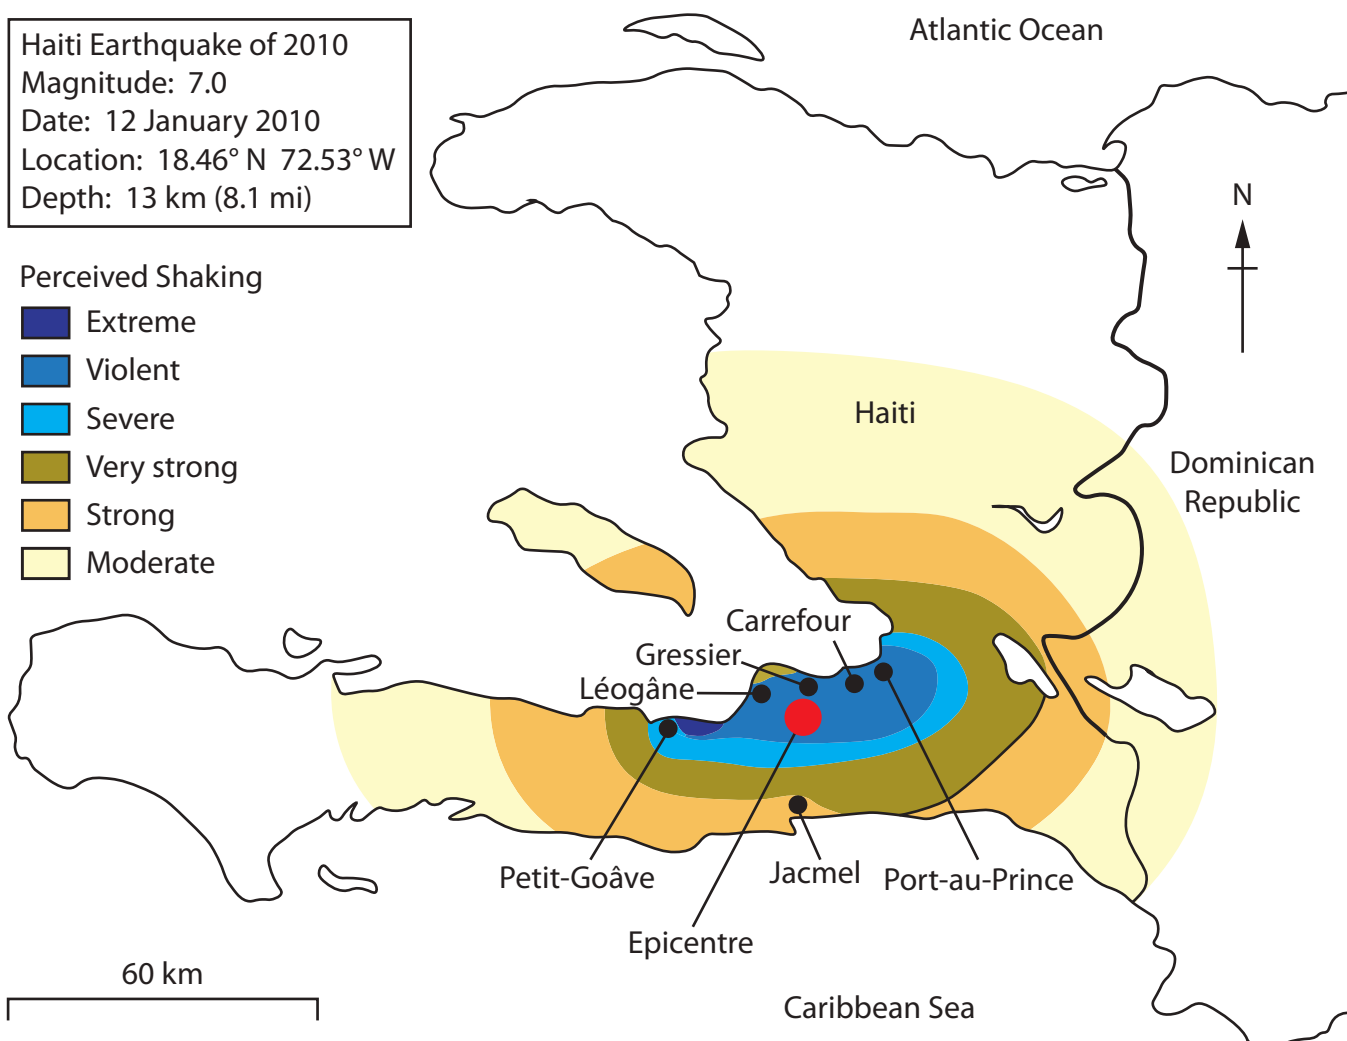 Haiti Earthquake of 2010
Magnitude: 7.0
Date: 12 January 2010
Location: 18.46° N 72.53° W
Depth: 13 km (8.1 mi)
Atlantic Ocean
N
Perceived Shaking
Extreme
Violent
Severe
Very strong
Strong
Moderate
Haiti
Dominican
Republic
Carrefour
Gressier
Léogâne
Petit-Goâve
Jacmel
Port-au-Prince
Epicentre
60 km
Caribbean Sea